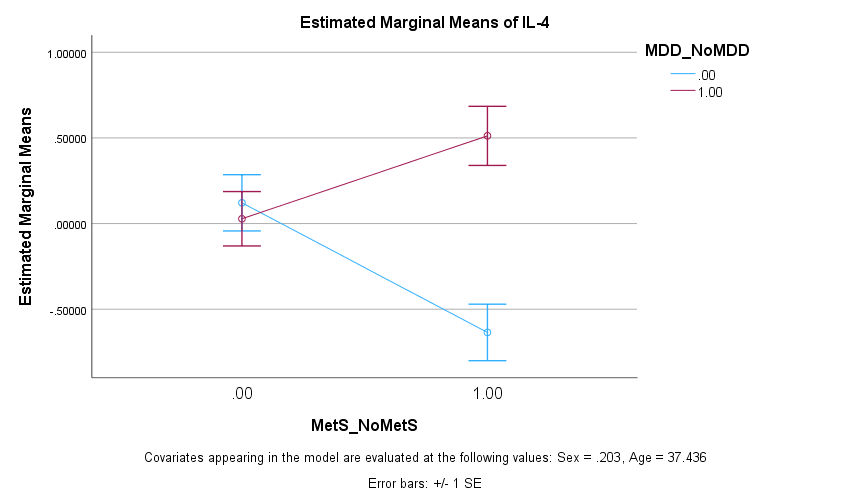 Estimated Marginal Means of IL-4
MDD_NoMDD
.00
1.00
Estimated Marginal Means
1.00000
.50000
.00000
-.50000
.00
1.00
MetS_NoMetS
Covariates appearing in the model are evaluated at the following values: Sex = .203, Age = 37.436
Error bars: +/- 1 SE